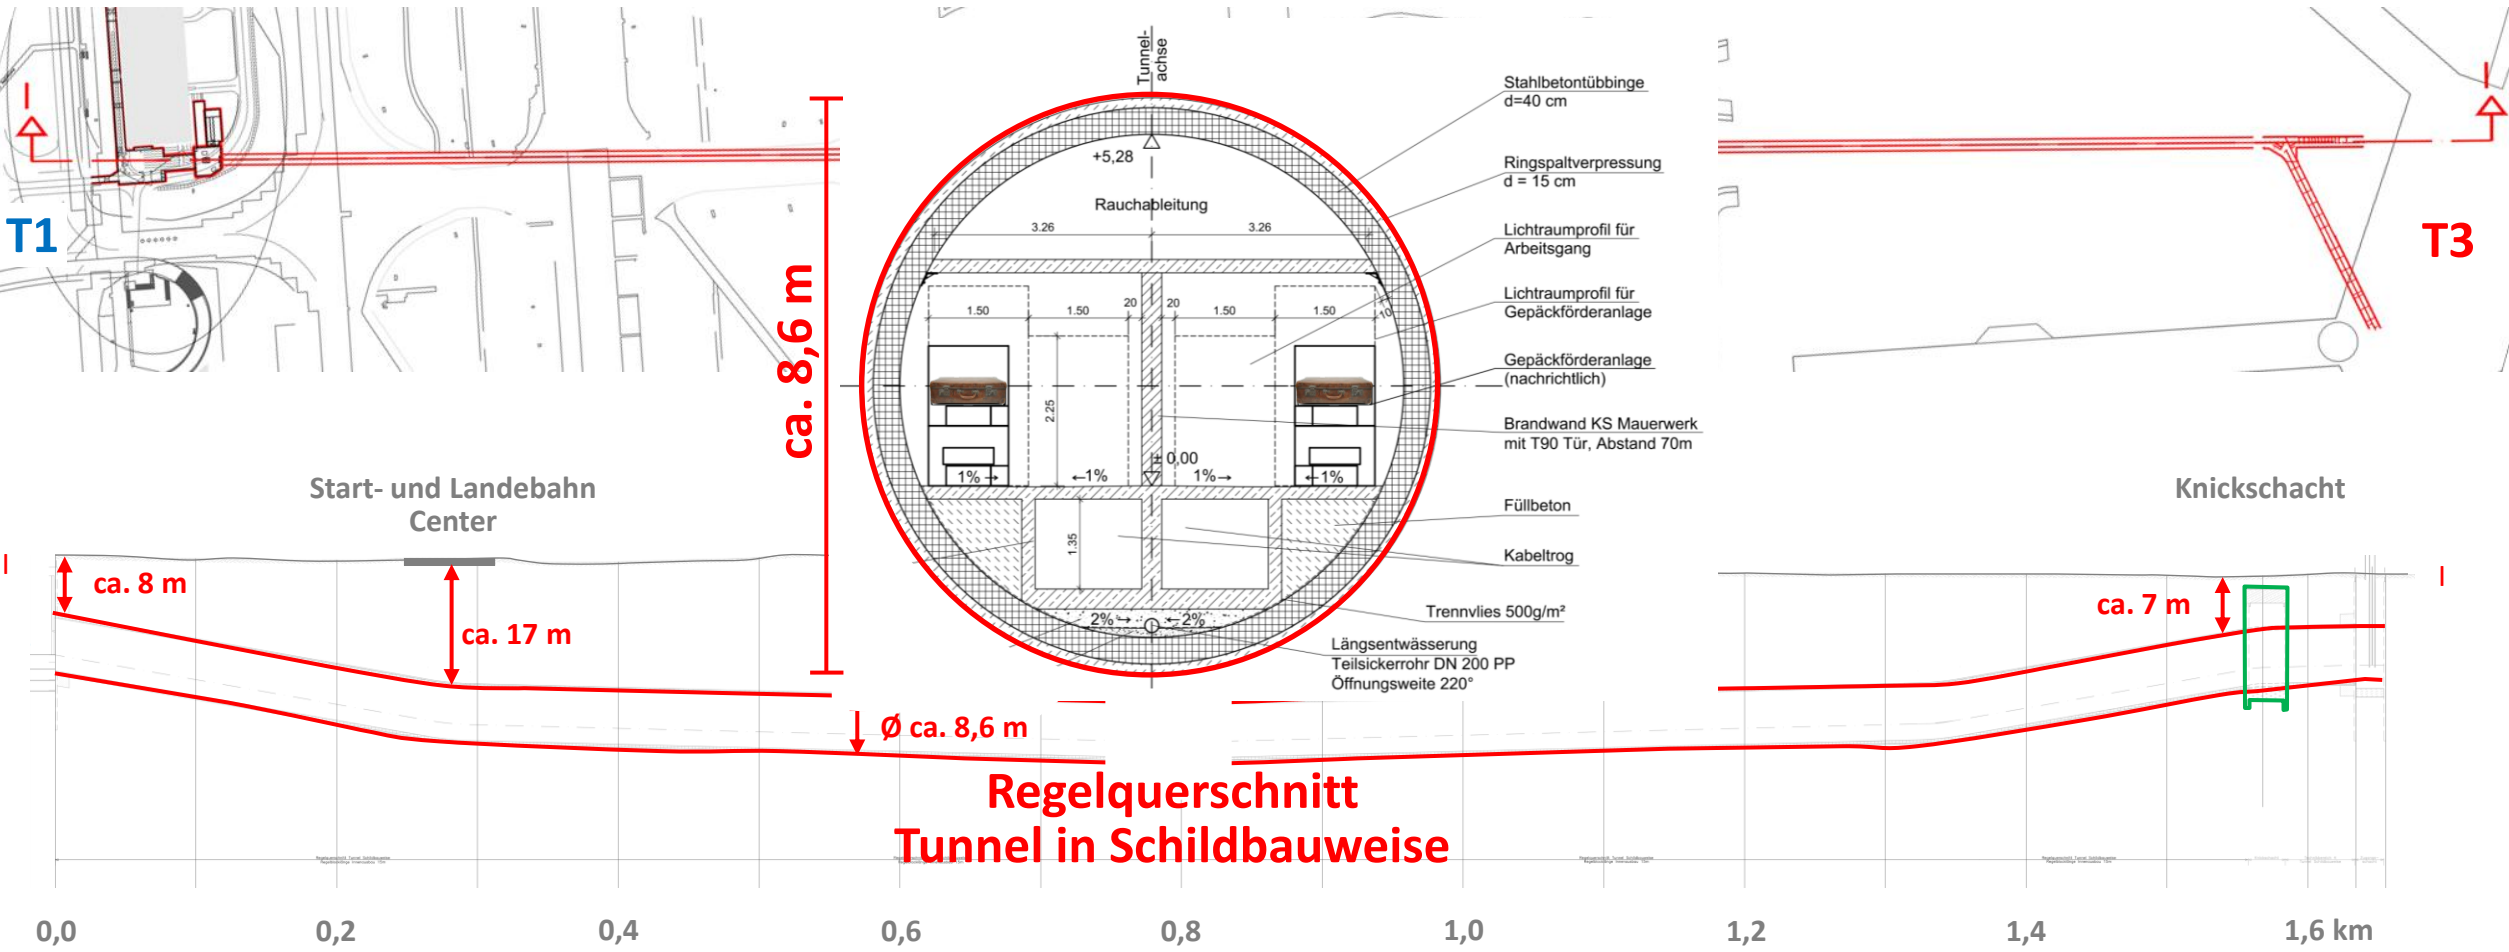 I
I
T1
T3
Tunnel-
achse
ca. 8,6 m
+5,28
Rauchableitung
3.26
3.26
20
20
1.50
1.50
1.50
1.50
10
2.25
± 0,00
1%→
←1%
1%→
←1%
1.35
2%→
←2%
Stahlbetontübbinge
d=40 cm
Ringspaltverpressung
d = 15 cm
Lichtraumprofil für
Arbeitsgang
Lichtraumprofil für
Gepäckförderanlage
Gepäckförderanlage
(nachrichtlich)
Brandwand KS Mauerwerk
mit T90 Tür, Abstand 70m
Füllbeton
Kabeltrog
Trennvlies 500g/m²
Längsentwässerung
Teilsickerrohr DN 200 PP
Öffnungsweite 220°
Start- und Landebahn
Center
Knickschacht
I
I
ca. 8 m
ca. 17 m
ca. 7 m
Ø ca. 8,6 m
Regelquerschnitt
Tunnel in Schildbauweise
0,0
0,2
0,4
0,6
0,8
1,0
1,2
1,4
1,6 km